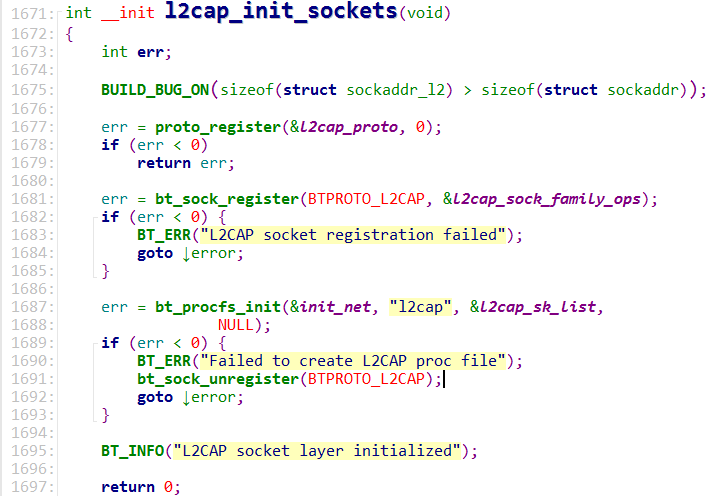 1671: int __init l2cap_init_sockets(void)
1672: {
1673: int err;
1674:
1675: BUILD_BUG_ON(sizeof(struct sockaddr_l2) > sizeof(struct sockaddr));
1676:
1677: err = proto_register(&l2cap_proto, 0);
1678: if (err < 0)
1679: return err;
1680:
1681: err = bt_sock_register(BTPROTO_L2CAP, &l2cap_sock_family_ops);
1682: if (err < 0) {
1683: BT_ERR("L2CAP socket registration failed");
1684: goto ↓error;
1685: }
1686:
1687: err = bt_procfs_init(&init_net, "l2cap", &l2cap_sk_list,
1688: NULL);
1689: if (err < 0) {
1690: BT_ERR("Failed to create L2CAP proc file");
1691: bt_sock_unregister(BTPROTO_L2CAP);
1692: goto ↓error;
1693: }
1694:
1695: BT_INFO("L2CAP socket layer initialized");
1696:
1697: return 0;